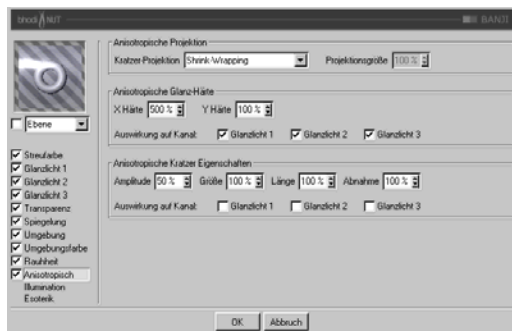 bhodi NUT
BANJI
Ebene
Streufarbe
Glanzlicht 1
Glanzlicht 2
Glanzlicht 3
Transparenz
Spiegelung
Umgebung
Umgebungsfarbe
Rauhheit
Anisotropisch
Illumination
Esoterik
Anisotropische Projektion
Kratzer-Projektion Shrink-Wrapping Projektionsgröße 100 %
Anisotropische Glanz-Härte
X Härte 500 % Y Härte 100 %
Auswirkung auf Kanal: Glanzlicht 1 Glanzlicht 2 Glanzlicht 3
Anisotropische Kratzer Eigenschaften
Amplitude 50 % Größe 100 % Länge 100 % Abnahme 100 %
Auswirkung auf Kanal: Glanzlicht 1 Glanzlicht 2 Glanzlicht 3
OK Abbruch